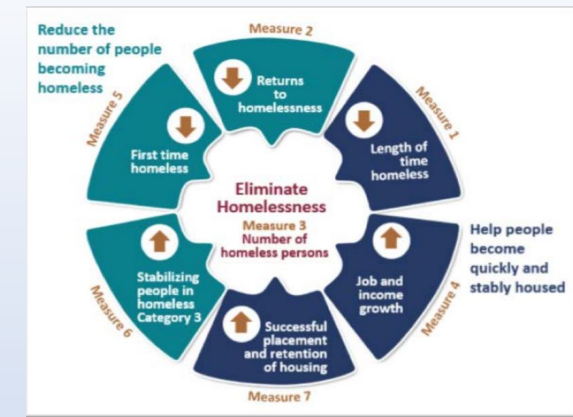 Reduce the
number of people
becoming
homeless
Measure 2
Returns
to
homelessness
Measure 1
Length of
time
homeless
Measure 5
First time
homeless
Eliminate
Homelessness
Measure 3
Number of
homeless persons
Help people
become
quickly and
stably housed
Measure 4
Job and
income
growth
Measure 6
Stabilizing
people in
homeless
Category 3
Successful
placement
and retention
of housing
Measure 7